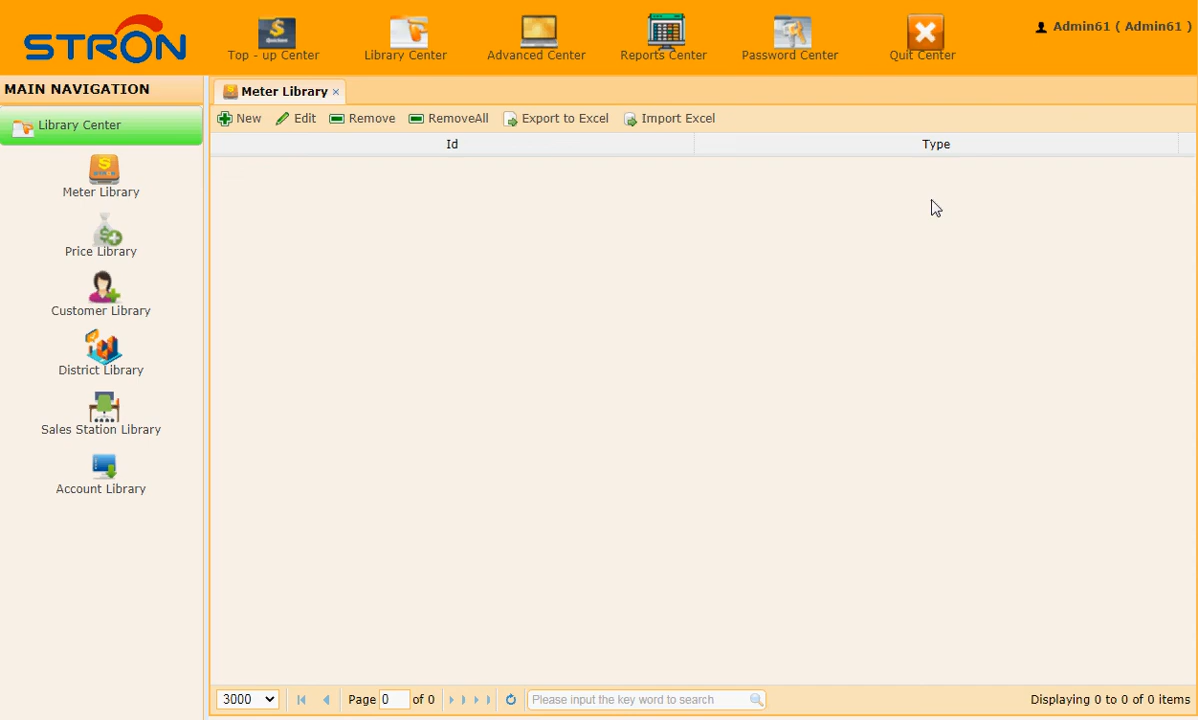 STRON
Top - up Center
Library Center
Advanced Center
Reports Center
Password Center
Quit Center
Admin61 ( Admin61 )
MAIN NAVIGATION
Library Center
Meter Library
Price Library
Customer Library
District Library
Sales Station Library
Account Library
Meter Library ×
New Edit Remove RemoveAll Export to Excel Import Excel
Id Type
3000 Page 0 of 0 Please input the key word to search Displaying 0 to 0 of 0 items